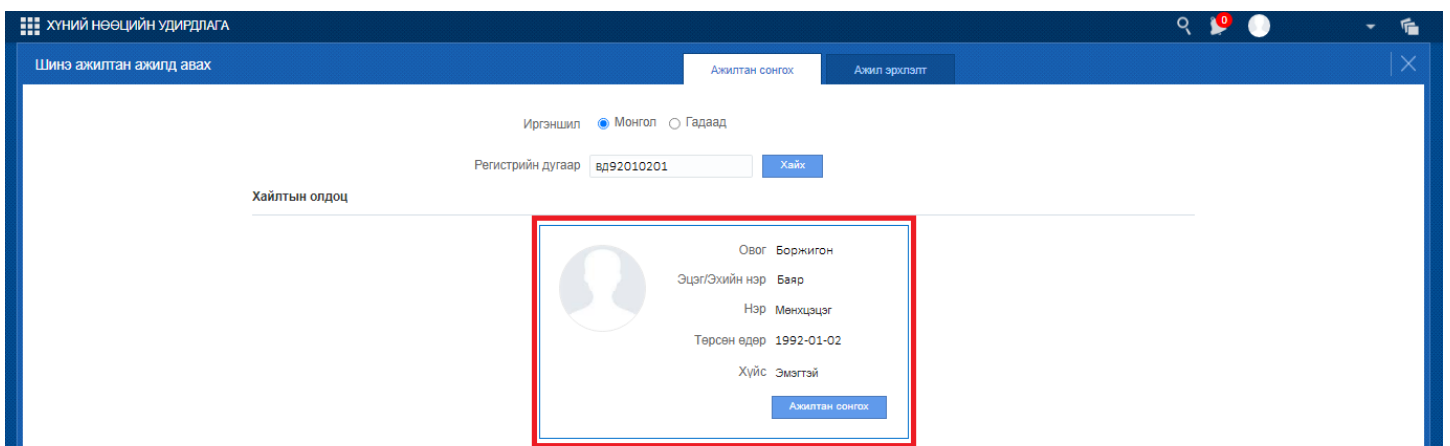 ХҮНИЙ НӨӨЦИЙН УДИРДЛАГА
0
Шинэ ажилтан ажилд авах
Ажилтан сонгох
Ажил эрхлэлт
Иргэншил Монгол Гадаад
Регистрийн дугаар вд92010201 Хайх
Хайлтын олдоц
Овог Боржигон
Эцэг/Эхийн нэр Баяр
Нэр Мөнхцэцэг
Төрсөн өдөр 1992-01-02
Хүйс Эмэгтэй
Ажилтан сонгох